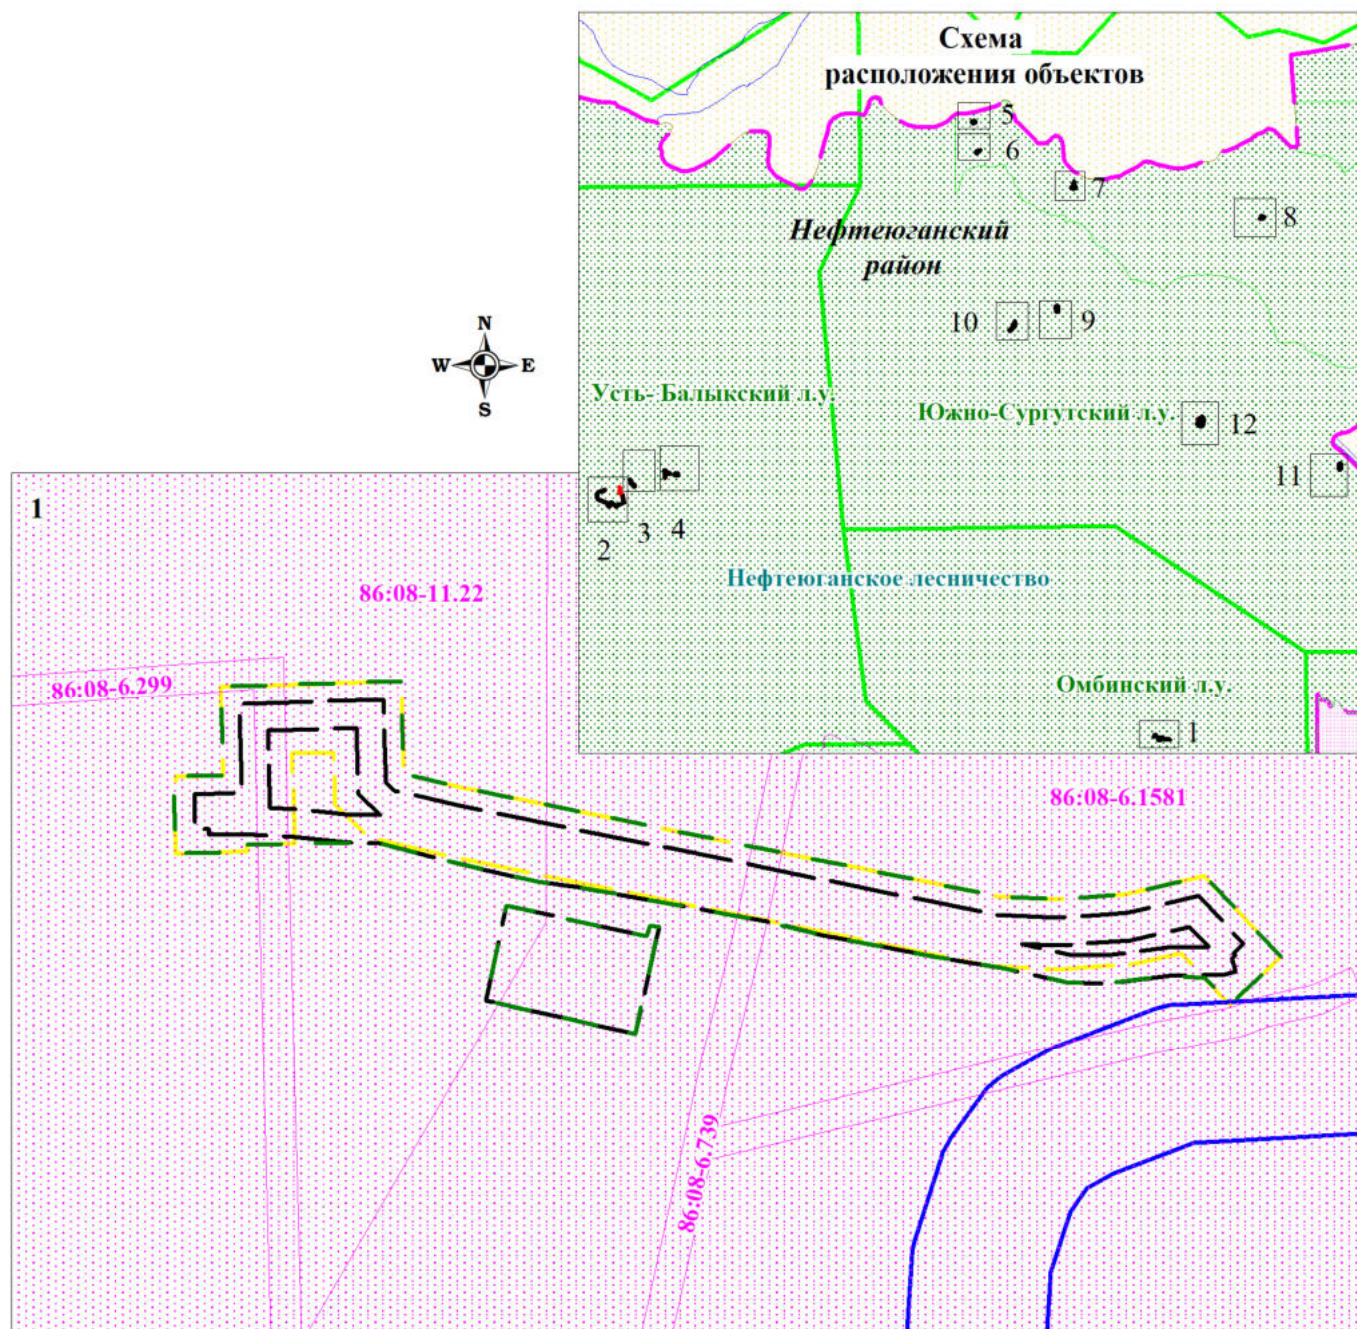 Схема
расположения объектов
5
6
7
8
Нефтеюганский
район
10
9
N
W E
S
Усть- Балыкский л.у.
Южно-Сургутский л.у.
12
11
1
2
3
4
Нефтеюганское лесничество
86:08-11.22
Омбинский л.у.
86:08-6.299
1
86:08-6.1581
86:08-6.739